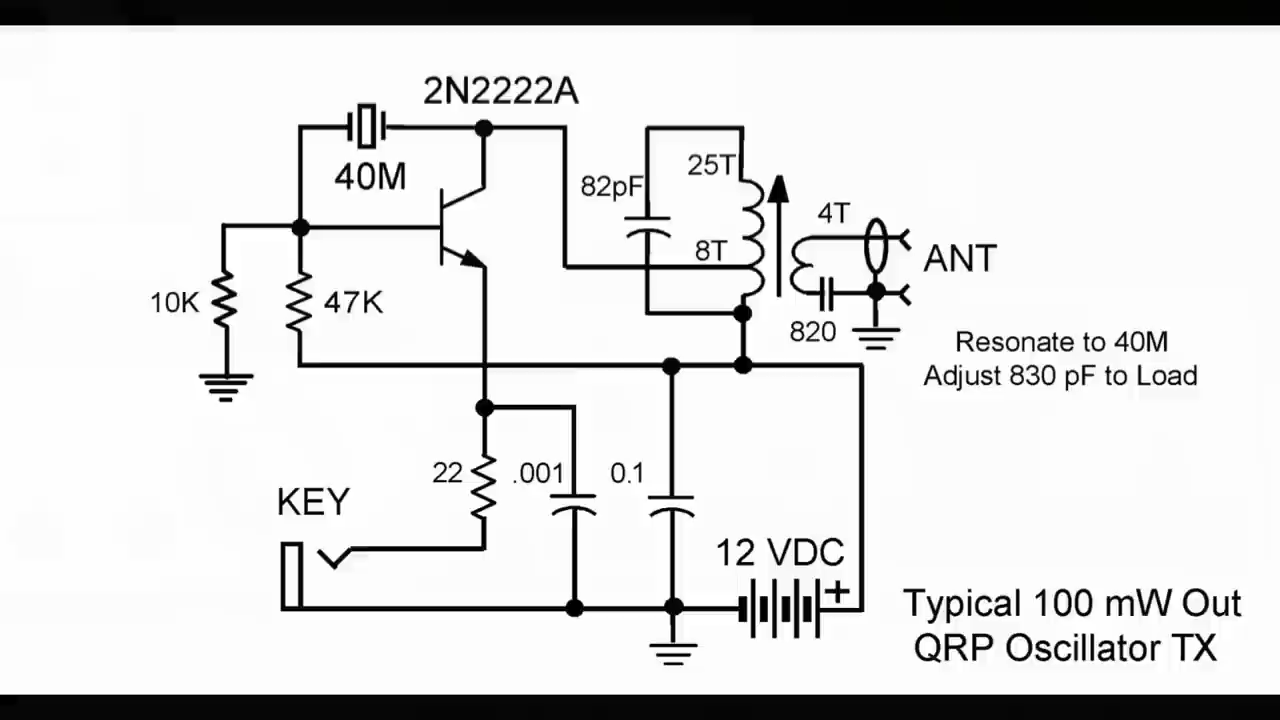 2N2222A
40M
82pF
25T
8T
4T
ANT
10K
47K
820
Resonate to 40M
Adjust 830 pF to Load
22
.001
0.1
KEY
12 VDC
+
Typical 100 mW Out
QRP Oscillator TX